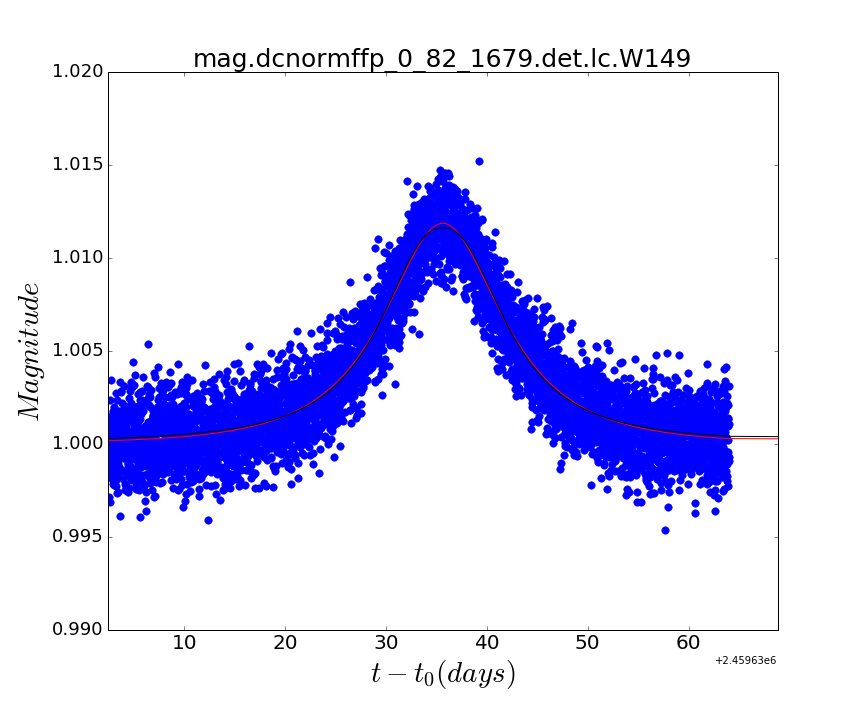 mag.dcnormffp_0_82_1679.det.lc.W149
1.020
1.015
1.010
1.005
1.000
0.995
0.990
Magnitude
10 20 30 40 50 60
+2.45963e6
t − t₀(days)